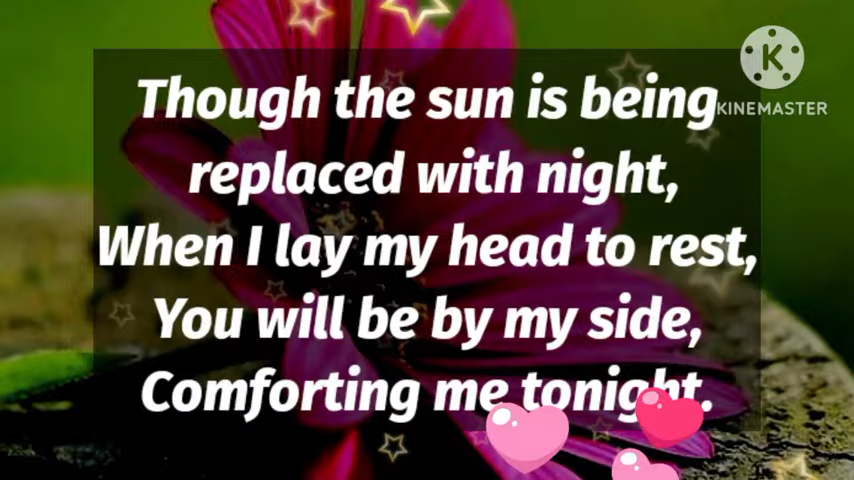 Though the sun is being
replaced with night,
When I lay my head to rest,
You will be by my side,
Comforting me tonight.
K
KINEMASTER